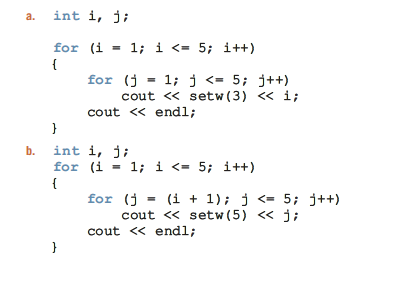 a. int i, j;
for (i = 1; i <= 5; i++)
{
for (j = 1; j <= 5; j++)
cout << setw(3) << i;
cout << endl;
}
b. int i, j;
for (i = 1; i <= 5; i++)
{
for (j = (i + 1); j <= 5; j++)
cout << setw(5) << j;
cout << endl;
}